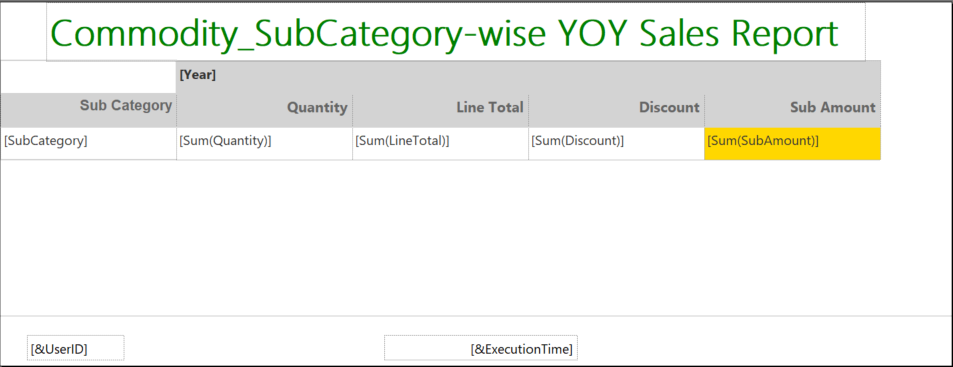 Commodity_SubCategory-wise YOY Sales Report
[Year]
Sub Category Quantity Line Total Discount Sub Amount
[SubCategory] [Sum(Quantity)] [Sum(LineTotal)] [Sum(Discount)] [Sum(SubAmount)]
[&UserID] [&ExecutionTime]